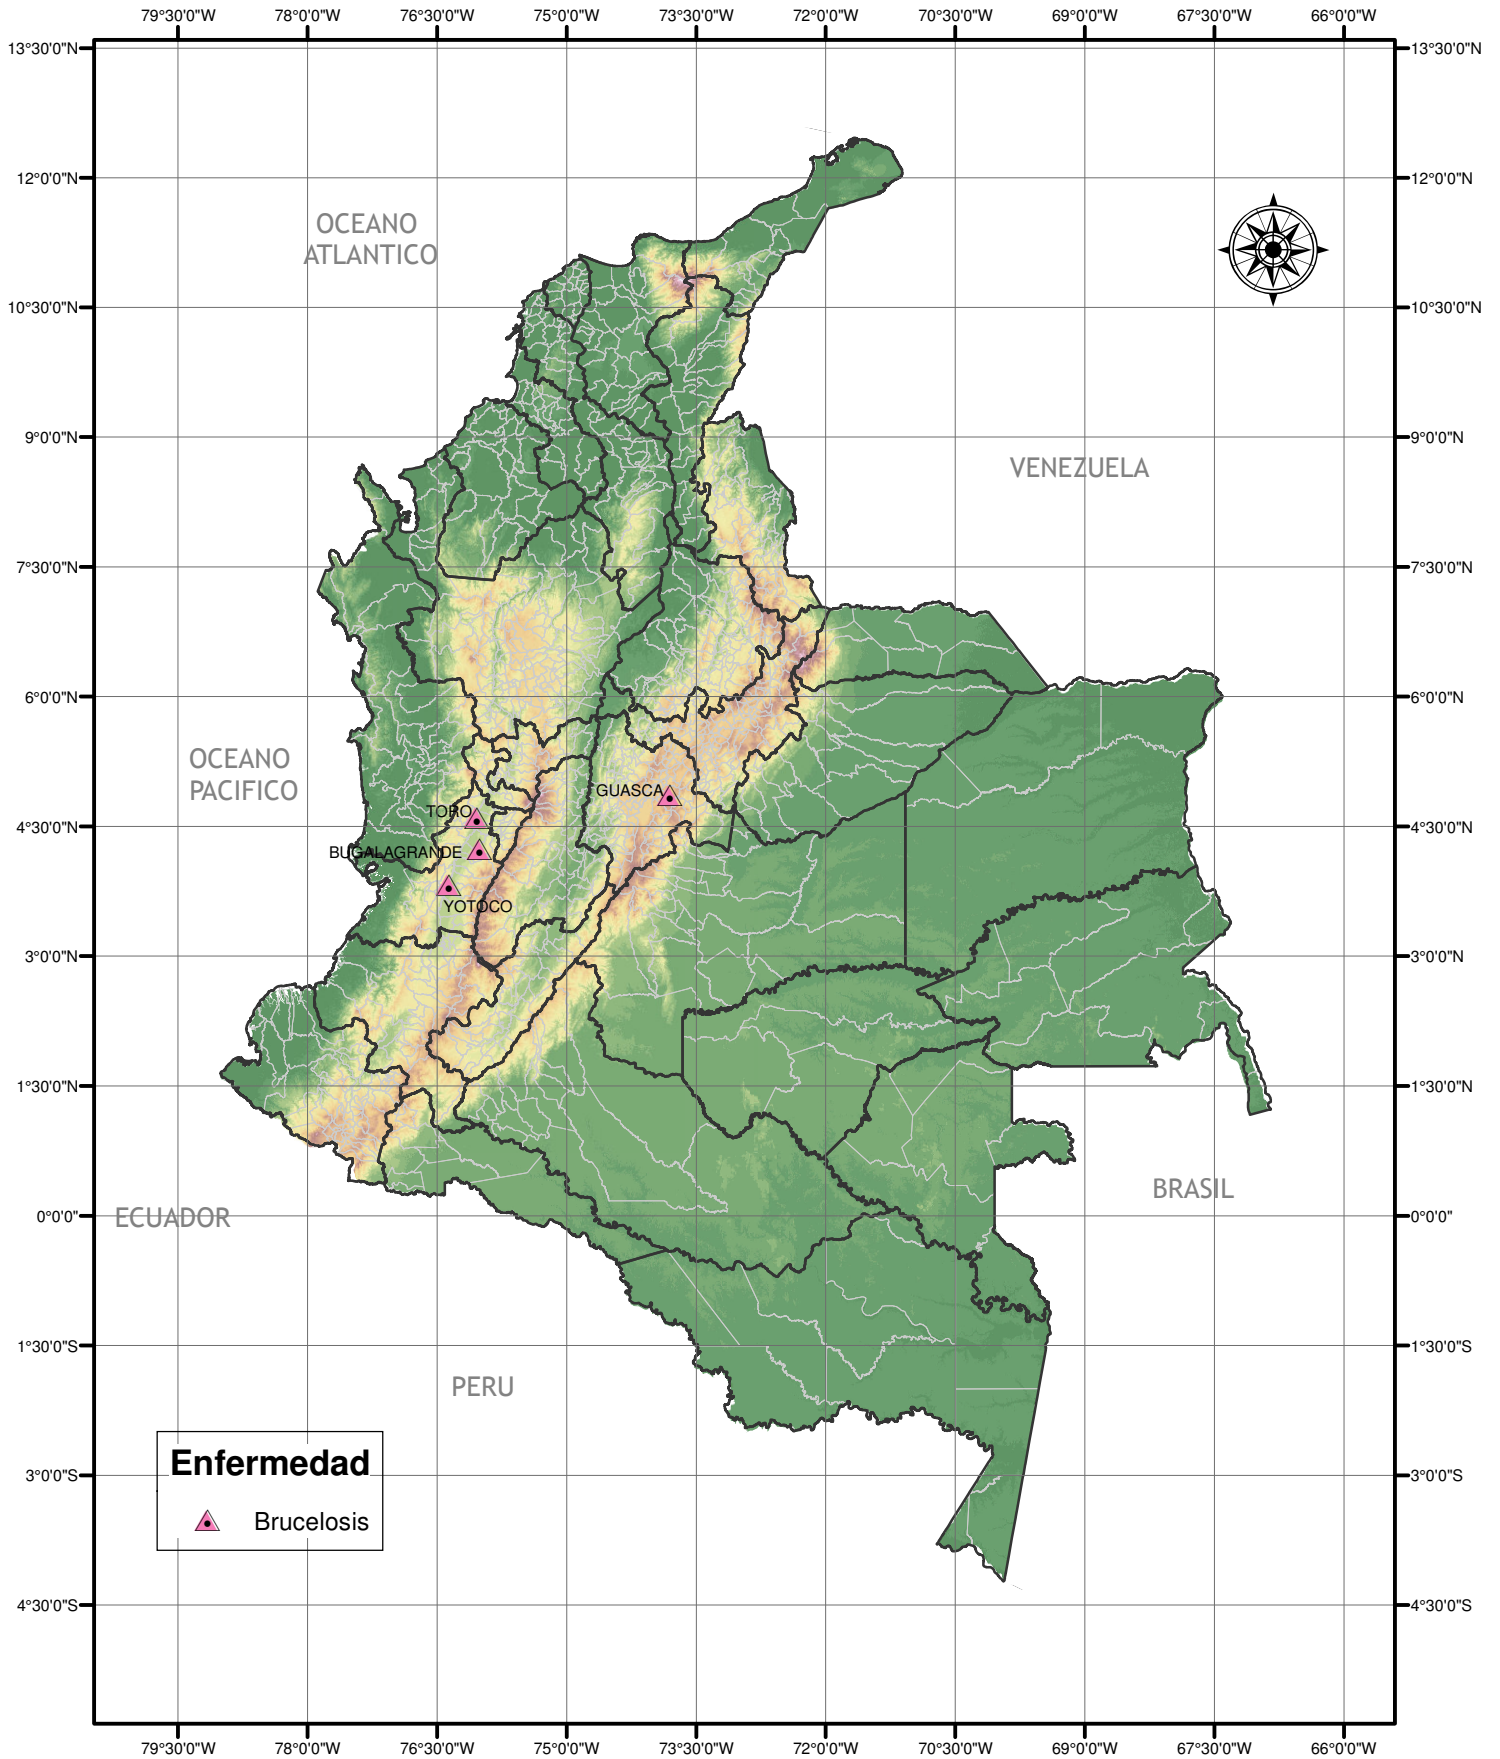 79°30'0"W 78°0'0"W 76°30'0"W 75°0'0"W 73°30'0"W 72°0'0"W 70°30'0"W 69°0'0"W 67°30'0"W 66°0'0"W
13°30'0"N 13°30'0"N
12°0'0"N 12°0'0"N
OCEANO
ATLANTICO
10°30'0"N 10°30'0"N
9°0'0"N 9°0'0"N
VENEZUELA
7°30'0"N 7°30'0"N
6°0'0"N 6°0'0"N
OCEANO
PACIFICO
GUASCA
TORO
4°30'0"N 4°30'0"N
BUGALAGRANDE
YOTOCO
3°0'0"N 3°0'0"N
1°30'0"N 1°30'0"N
BRASIL
ECUADOR
0°0'0" 0°0'0"
1°30'0"S 1°30'0"S
PERU
Enfermedad
3°0'0"S 3°0'0"S
Brucelosis
4°30'0"S 4°30'0"S
79°30'0"W 78°0'0"W 76°30'0"W 75°0'0"W 73°30'0"W 72°0'0"W 70°30'0"W 69°0'0"W 67°30'0"W 66°0'0"W